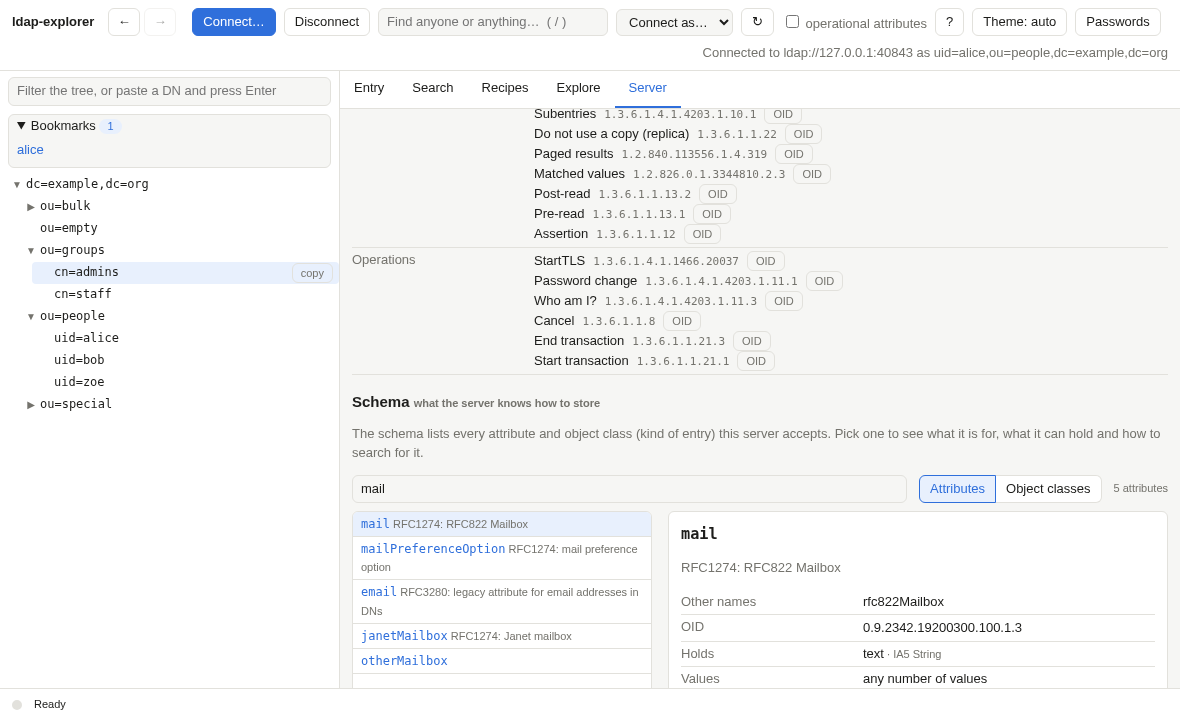 ldap-explorer ← → Connect… Disconnect Find anyone or anything… ( / ) Connect as… ↻ operational attributes ? Theme: auto Passwords
Connected to ldap://127.0.0.1:40843 as uid=alice,ou=people,dc=example,dc=org
Filter the tree, or paste a DN and press Enter
▼ Bookmarks 1
alice
▼ dc=example,dc=org
▶ ou=bulk
ou=empty
▼ ou=groups
cn=admins copy
cn=staff
▼ ou=people
uid=alice
uid=bob
uid=zoe
▶ ou=special
Entry Search Recipes Explore Server
Subentries 1.3.6.1.4.1.4203.1.10.1 OID
Do not use a copy (replica) 1.3.6.1.1.22 OID
Paged results 1.2.840.113556.1.4.319 OID
Matched values 1.2.826.0.1.3344810.2.3 OID
Post-read 1.3.6.1.1.13.2 OID
Pre-read 1.3.6.1.1.13.1 OID
Assertion 1.3.6.1.1.12 OID
Operations StartTLS 1.3.6.1.4.1.1466.20037 OID
Password change 1.3.6.1.4.1.4203.1.11.1 OID
Who am I? 1.3.6.1.4.1.4203.1.11.3 OID
Cancel 1.3.6.1.1.8 OID
End transaction 1.3.6.1.1.21.3 OID
Start transaction 1.3.6.1.1.21.1 OID
Schema what the server knows how to store
The schema lists every attribute and object class (kind of entry) this server accepts. Pick one to see what it is for, what it can hold and how to
search for it.
mail Attributes Object classes 5 attributes
mail RFC1274: RFC822 Mailbox
mailPreferenceOption RFC1274: mail preference
option
email RFC3280: legacy attribute for email addresses in
DNs
janetMailbox RFC1274: Janet mailbox
otherMailbox
mail
RFC1274: RFC822 Mailbox
Other names rfc822Mailbox
OID 0.9.2342.19200300.100.1.3
Holds text · IA5 String
Values any number of values
Ready